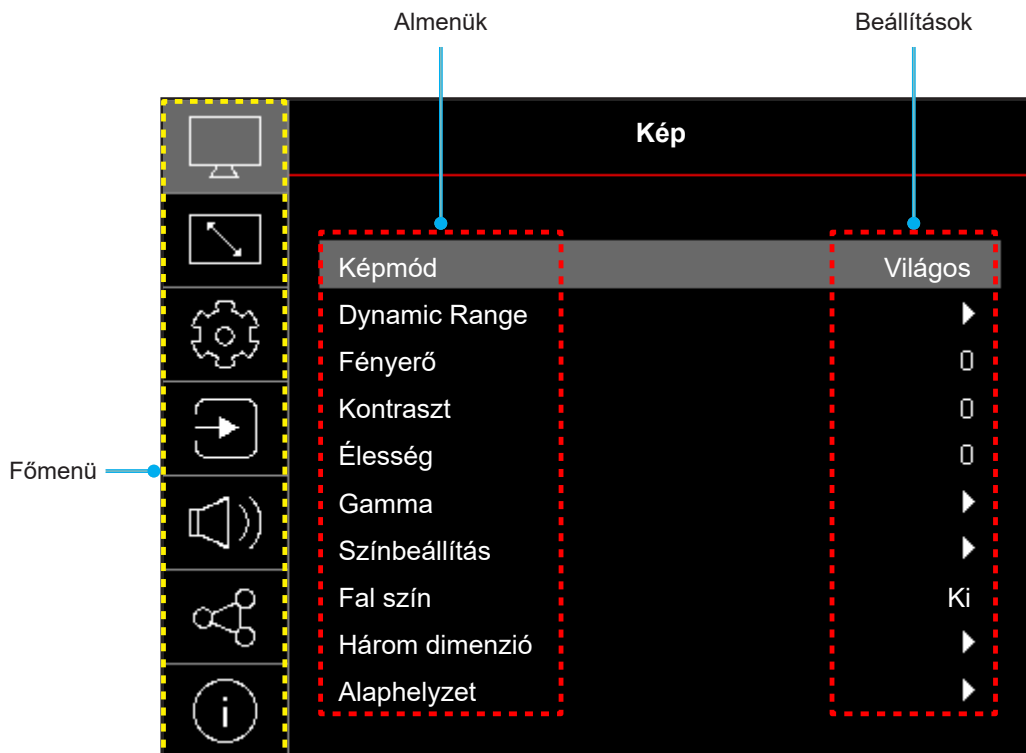 Almenük Beállítások
Kép
Képmód Világos
Dynamic Range
Fényerő 0
Kontraszt 0
Élesség 0
Főmenü
Gamma
Színbeállítás
Fal szín Ki
Három dimenzió
Alaphelyzet
i